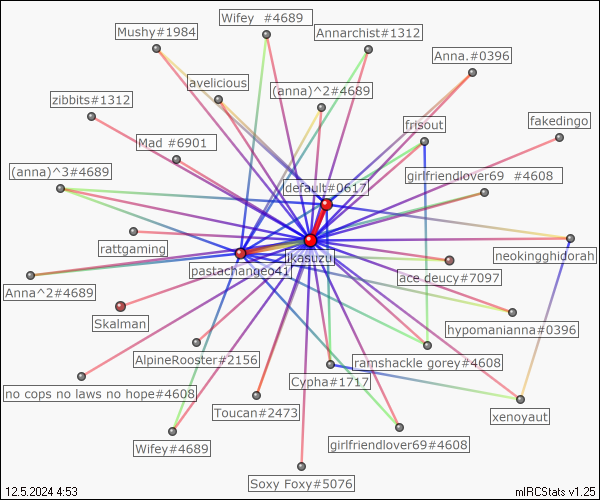 Wifey  #4689
Mushy#1984
Annarchist#1312
Anna.#0396
avelicious
(anna)^2#4689
zibbits#1312
frisout
fakedingo
Mad #6901
(anna)^3#4689
girlfriendlover69  #4608
default#0617
rattgaming
jkasuzu
neokingghidorah
pastachangeo41
ace deucy#7097
Anna^2#4689
Skalman
hypomanianna#0396
AlpineRooster#2156
ramshackle gorey#4608
Cypha#1717
no cops no laws no hope#4608
Toucan#2473
xenoyaut
Wifey#4689
girlfriendlover69#4608
Soxy Foxy#5076
12.5.2024 4:53
mIRCStats v1.25